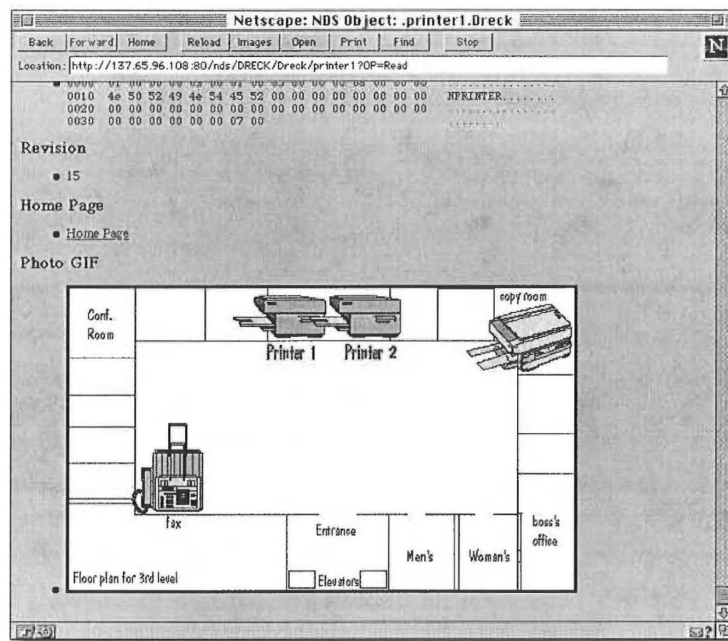 Netscape: NDS Object: .printer1.Dreck
Back Forward Home Reload Images Open Print Find Stop
N
Location: http://137.65.96.108:80/nds/DRECK/Dreck/printer1?OP=Read
0010 4e 50 52 49 4e 54 45 52 00 00 00 00 00 00 00 00 NPRINTER........
0020 00 00 00 00 00 00 00 00 00 00 00 00 00 00 00 00 ................
0030 00 00 00 00 00 00 07 00
Revision
15
Home Page
Home Page
Photo GIF
Conf.
Room
copy room
Printer 1 Printer 2
fax
Entrance
Men's
Woman's
boss's
office
Floor plan for 3rd level
Elevators
?